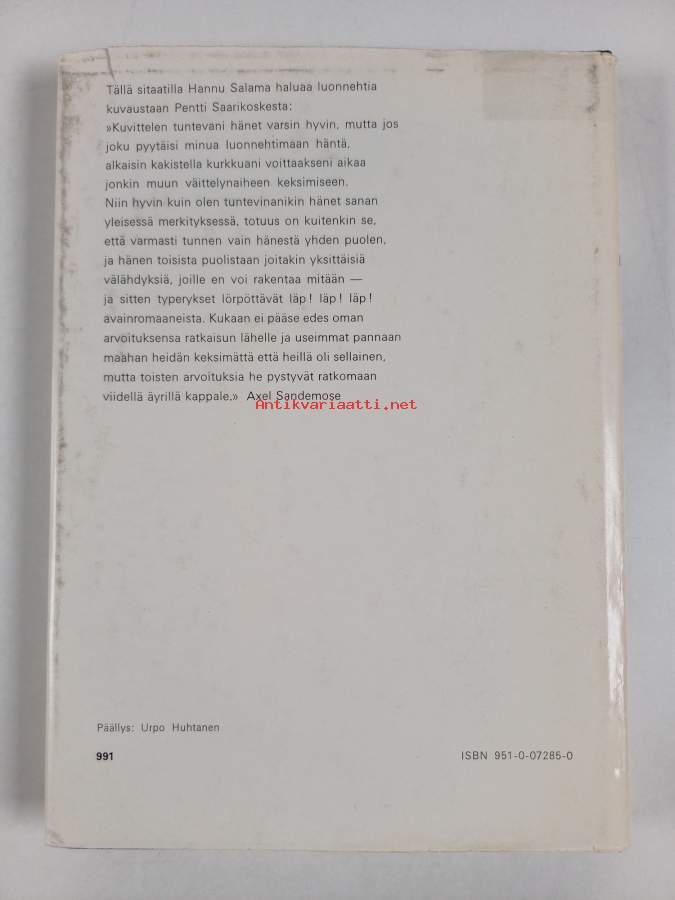 Tällä sitaatilla Hannu Salama haluaa luonnehtia
kuvaustaan Pentti Saarikoskesta:
»Kuvittelen tuntevani hänet varsin hyvin, mutta jos
joku pyytäisi minua luonnehtimaan häntä,
alkaisin kakistella kurkkuani voittaakseni aikaa
jonkin muun väittelynaiheen keksimiseen.
Niin hyvin kuin olen tuntevinanikin hänet sanan
yleisessä merkityksessä, totuus on kuitenkin se,
että varmasti tunnen vain hänestä yhden puolen,
ja hänen toisista puolistaan joitakin yksittäisiä
välähdyksiä, joille en voi rakentaa mitään —
ja sitten typerykset lörpöttävät läp! läp! läp!
avainromaaneista. Kukaan ei pääse edes oman
arvoituksensa ratkaisun lähelle ja useimmat pannaan
maahan heidän keksimättä että heillä oli sellainen,
mutta toisten arvoituksia he pystyvät ratkomaan
viidellä äyrillä kappale.» Axel Sandemose
Antikvariaatti.net
Päällys: Urpo Huhtanen
991
ISBN 951-0-07285-0